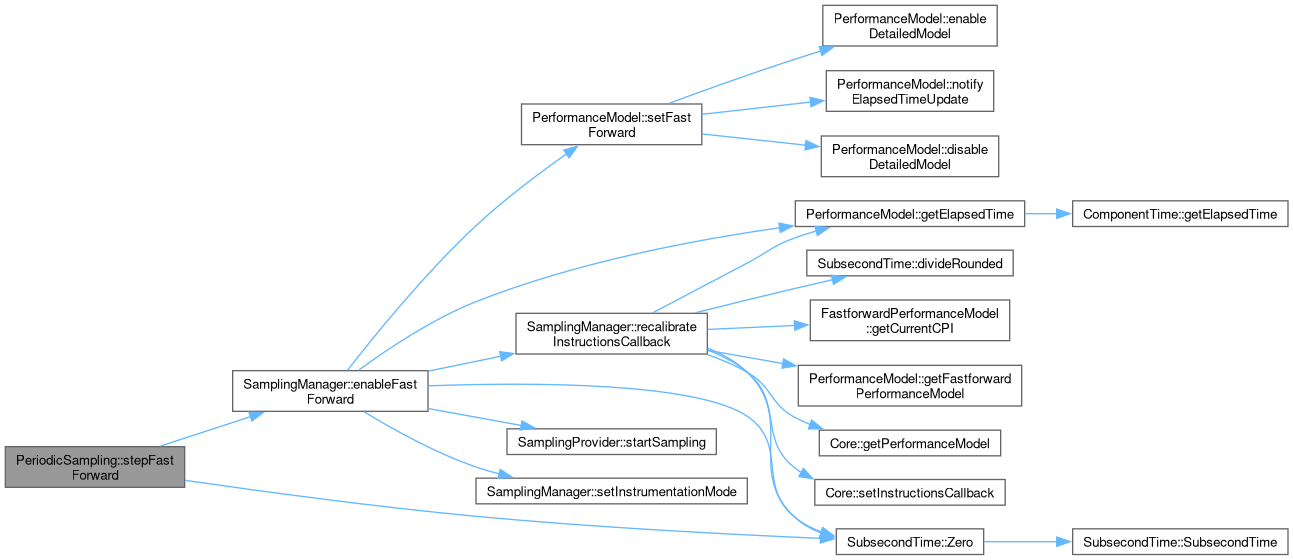 PerformanceModel::enable
DetailedModel
PerformanceModel::notify
ElapsedTimeUpdate
PerformanceModel::setFast
Forward
PerformanceModel::disable
DetailedModel
PerformanceModel::getElapsedTime
ComponentTime::getElapsedTime
SubsecondTime::divideRounded
FastforwardPerformanceModel
::getCurrentCPI
SamplingManager::recalibrate
InstructionsCallback
PerformanceModel::getFastforward
PerformanceModel
SamplingManager::enableFast
Forward
Core::getPerformanceModel
SamplingProvider::startSampling
PeriodicSampling::stepFast
Forward
SamplingManager::setInstrumentationMode
Core::setInstructionsCallback
SubsecondTime::Zero
SubsecondTime::SubsecondTime